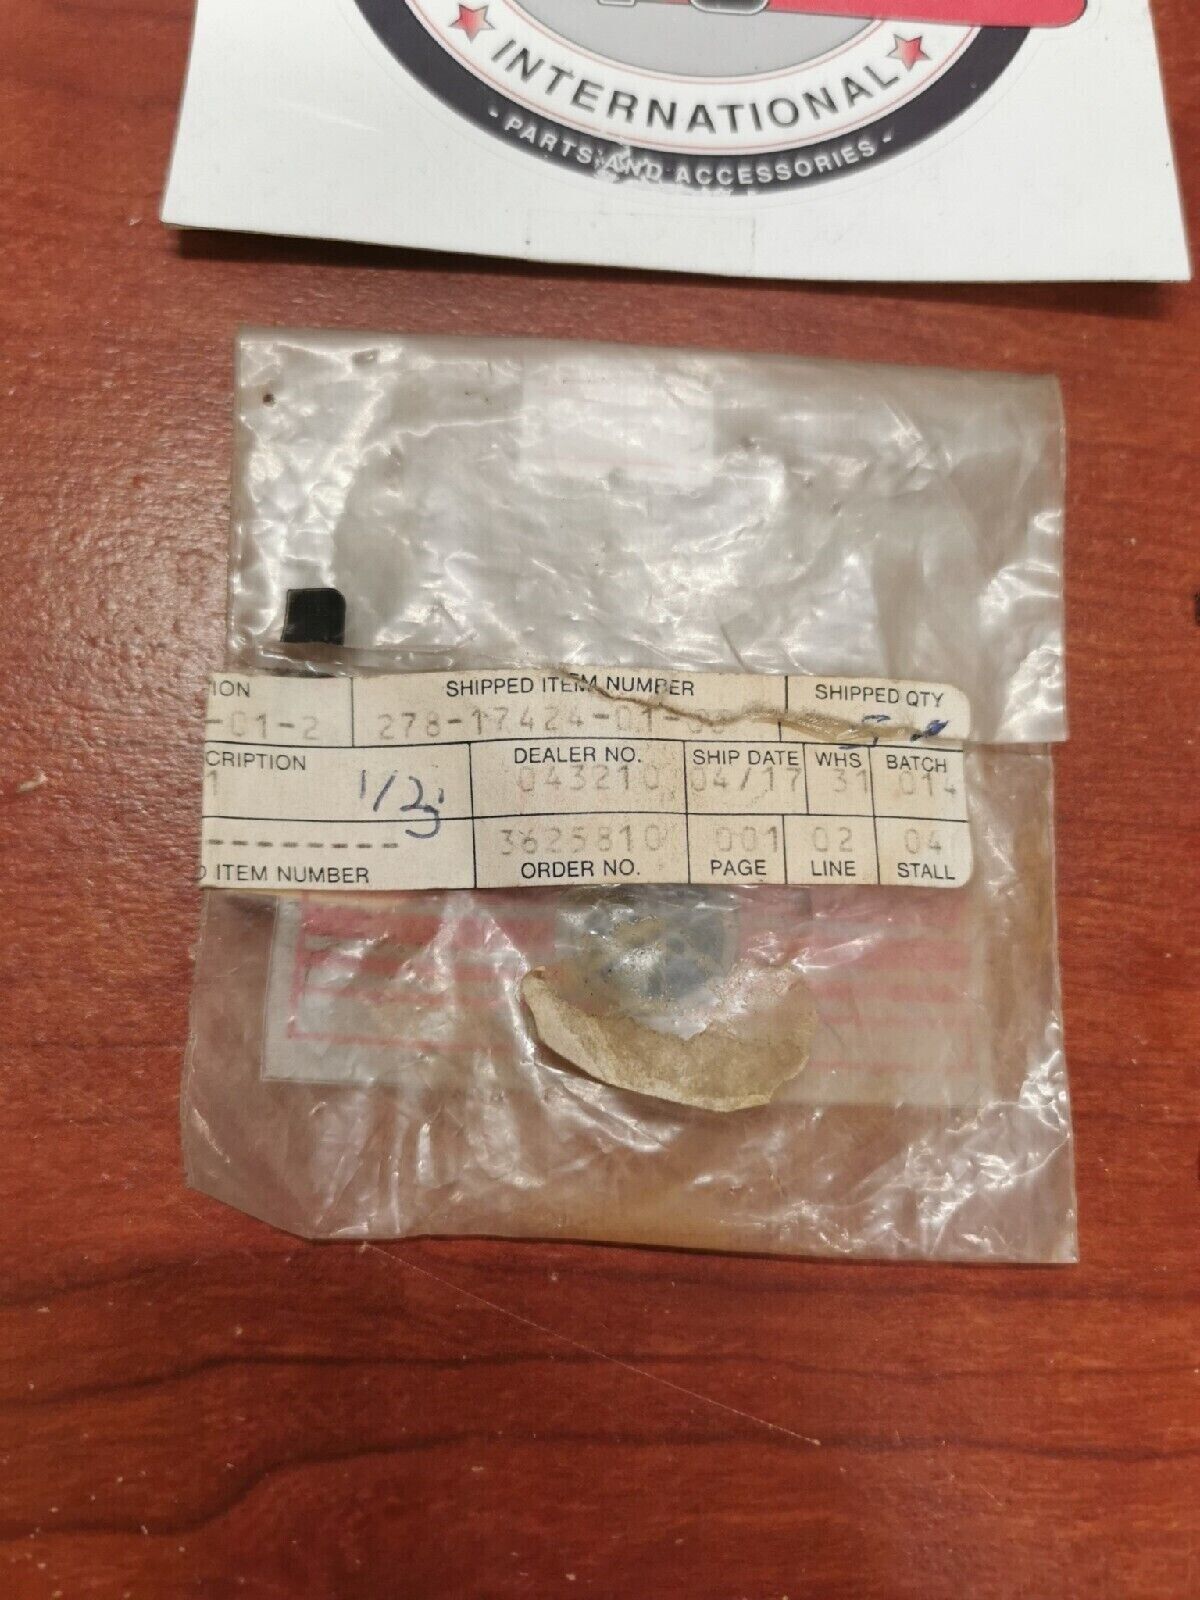 INTERNATIONAL
- PARTS AND ACCESSORIES -
ION SHIPPED ITEM NUMBER SHIPPED QTY
-01-2 278-17424-01-00
CRIPTION DEALER NO. SHIP DATE WHS BATCH
1 043210 04/17 31 014
--------- 3625810 001 02 04
D ITEM NUMBER ORDER NO. PAGE LINE STALL